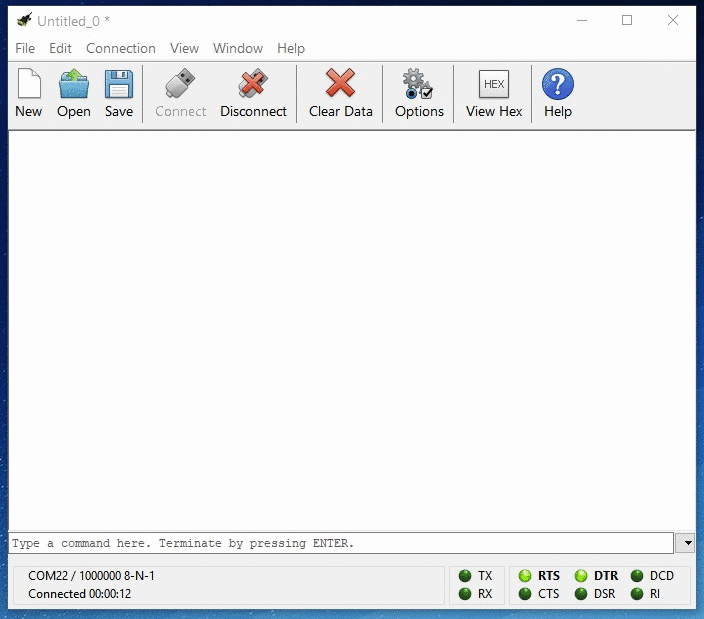 Untitled_0 *
File Edit Connection View Window Help
HEX
New Open Save Connect Disconnect Clear Data Options View Hex Help
Type a command here. Terminate by pressing ENTER.
COM22 / 1000000 8-N-1 TX RTS DTR DCD
Connected 00:00:12 RX CTS DSR RI